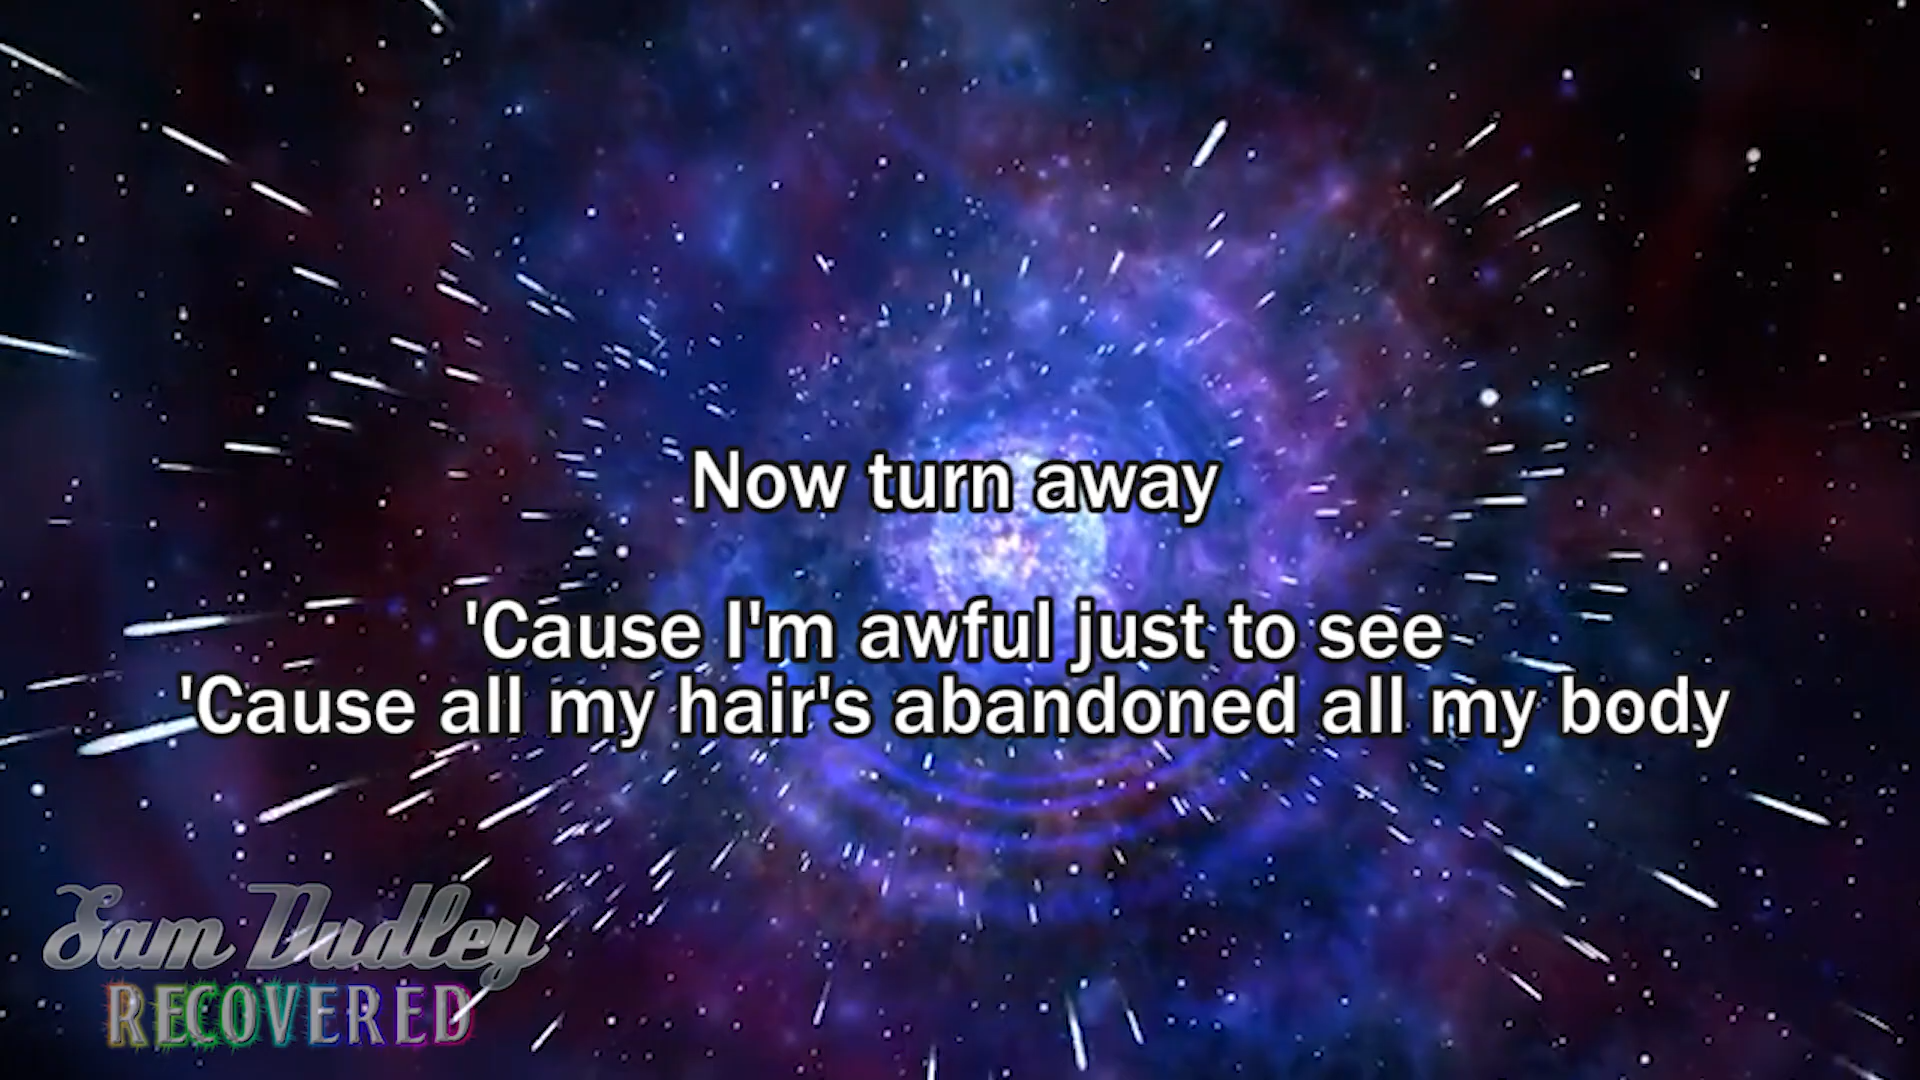 Now turn away
'Cause I'm awful just to see
'Cause all my hair's abandoned all my body
Sam Dudley
RECOVERED